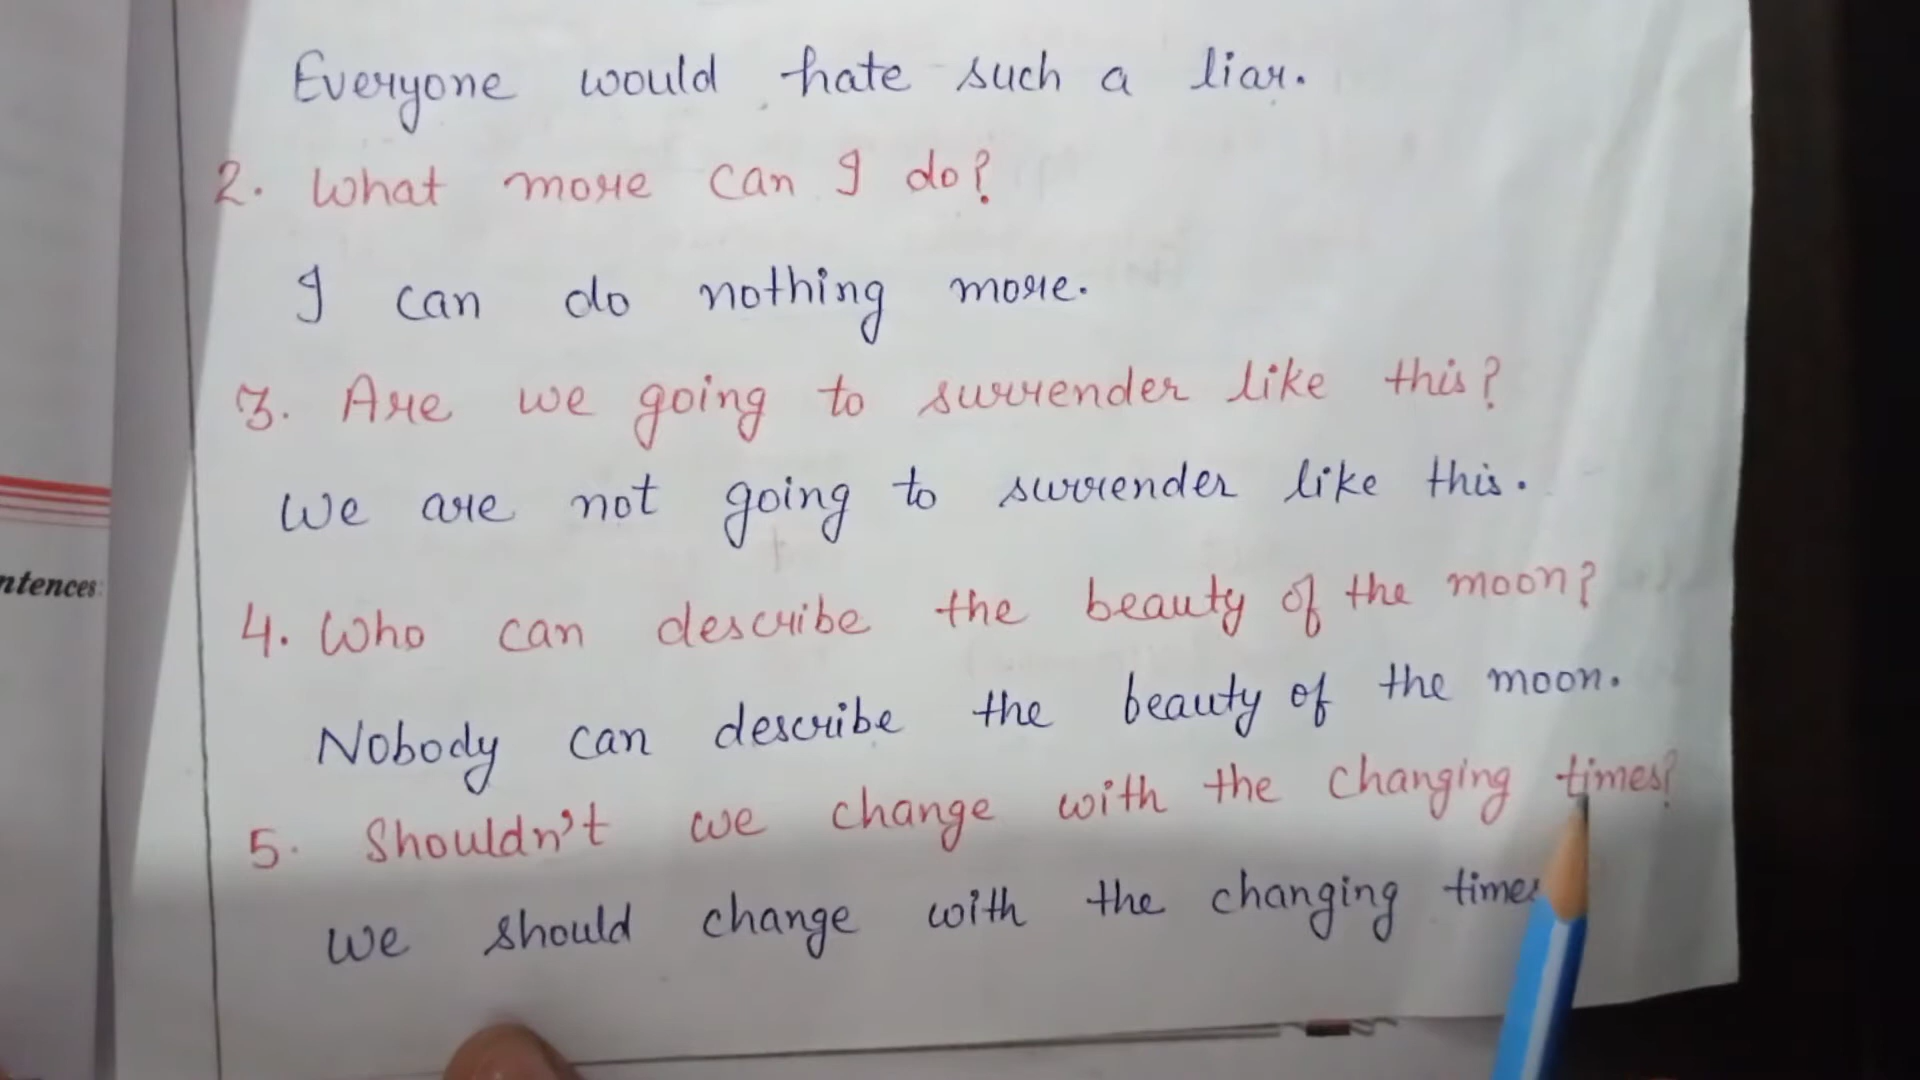 Everyone would hate such a liar.
2. What more can I do?
I can do nothing more.
3. Are we going to surrender like this?
We are not going to surrender like this.
ntences:
4. Who can describe the beauty of the moon?
Nobody can describe the beauty of the moon.
5. Shouldn't we change with the changing times?
We should change with the changing times